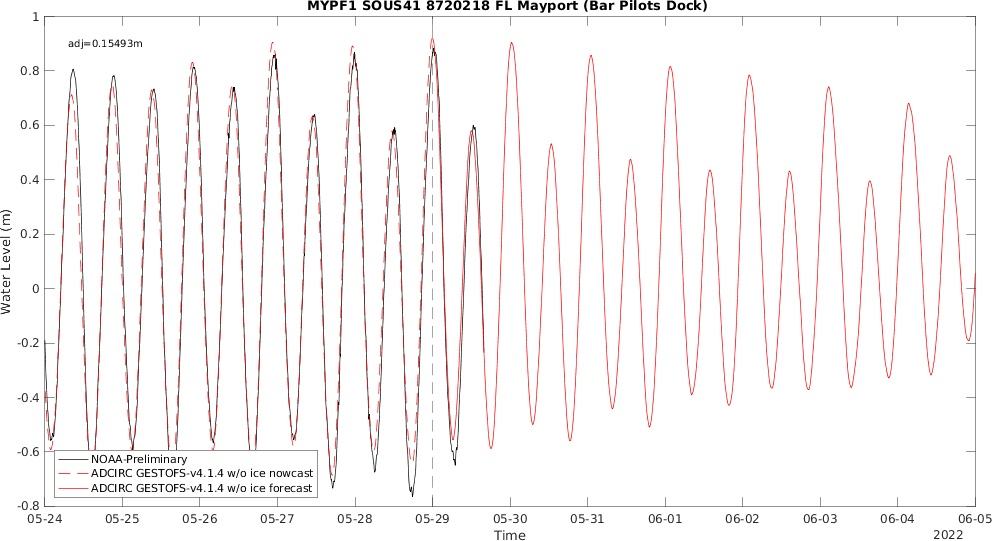 MYPF1 SOUS41 8720218 FL Mayport (Bar Pilots Dock)
adj=0.15493m
1
0.8
0.6
0.4
0.2
0
-0.2
-0.4
-0.6
-0.8
Water Level (m)
NOAA-Preliminary
ADCIRC GESTOFS-v4.1.4 w/o ice nowcast
ADCIRC GESTOFS-v4.1.4 w/o ice forecast
05-24 05-25 05-26 05-27 05-28 05-29 05-30 05-31 06-01 06-02 06-03 06-04 06-05
Time
2022